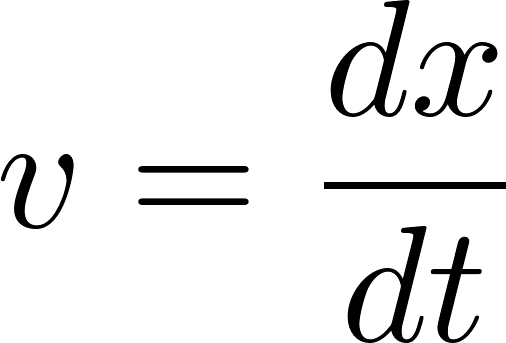 v = dx/dt